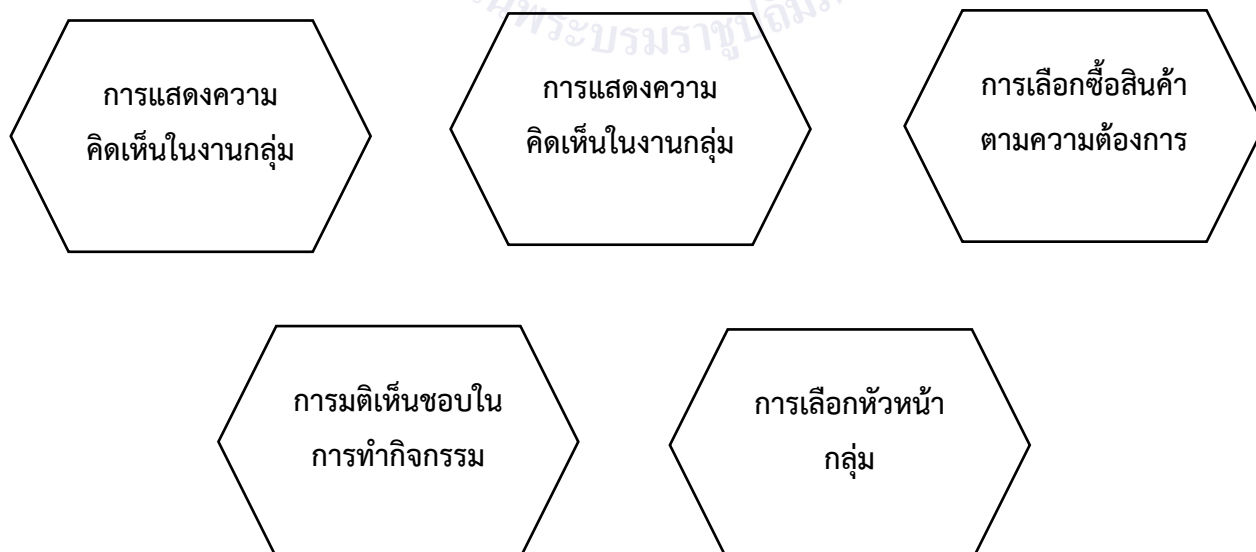 การแสดงความ
คิดเห็นในงานกลุ่ม
การแสดงความ
คิดเห็นในงานกลุ่ม
การเลือกซื้อสินค้า
ตามความต้องการ
การมติเห็นชอบใน
การทำกิจกรรม
การเลือกหัวหน้า
กลุ่ม